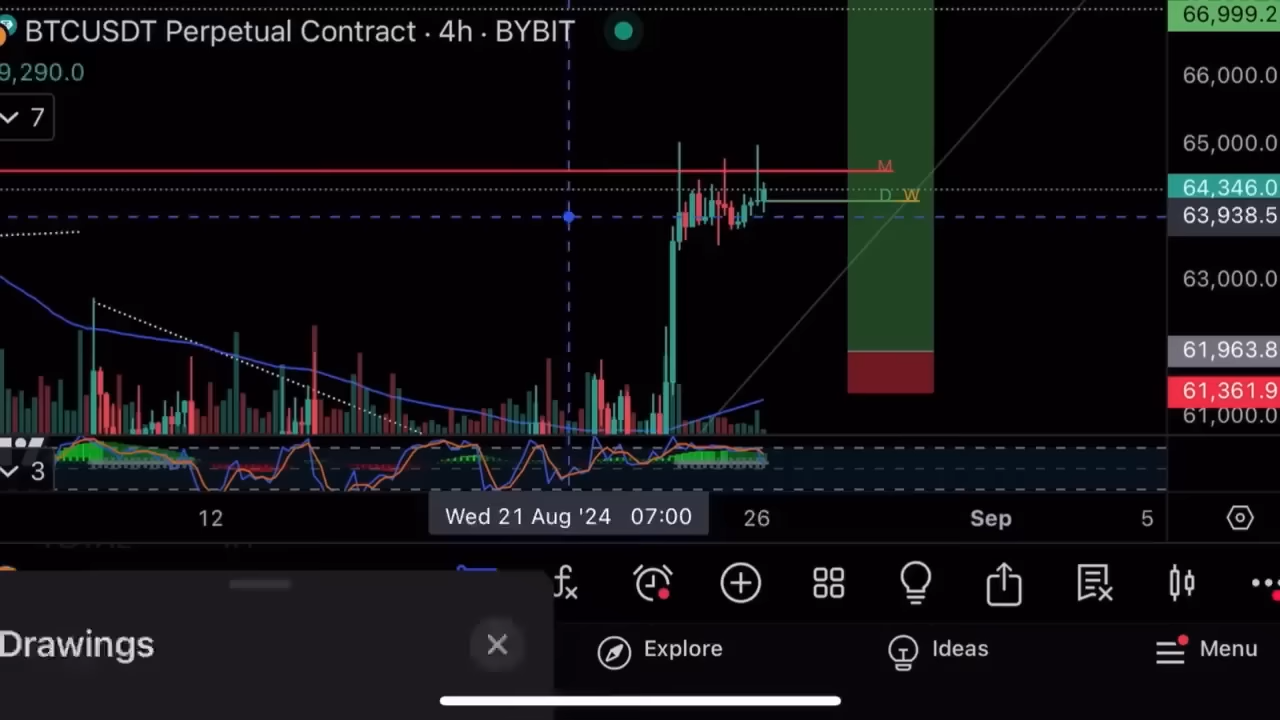 BTCUSDT Perpetual Contract · 4h · BYBIT
9,290.0
7
66,999.2
66,000.0
65,000.0
M
64,346.0
D W
63,938.5
63,000.0
61,963.8
61,361.9
61,000.0
3
12
Wed 21 Aug '24 07:00
26
Sep
5
Drawings
Explore
Ideas
Menu